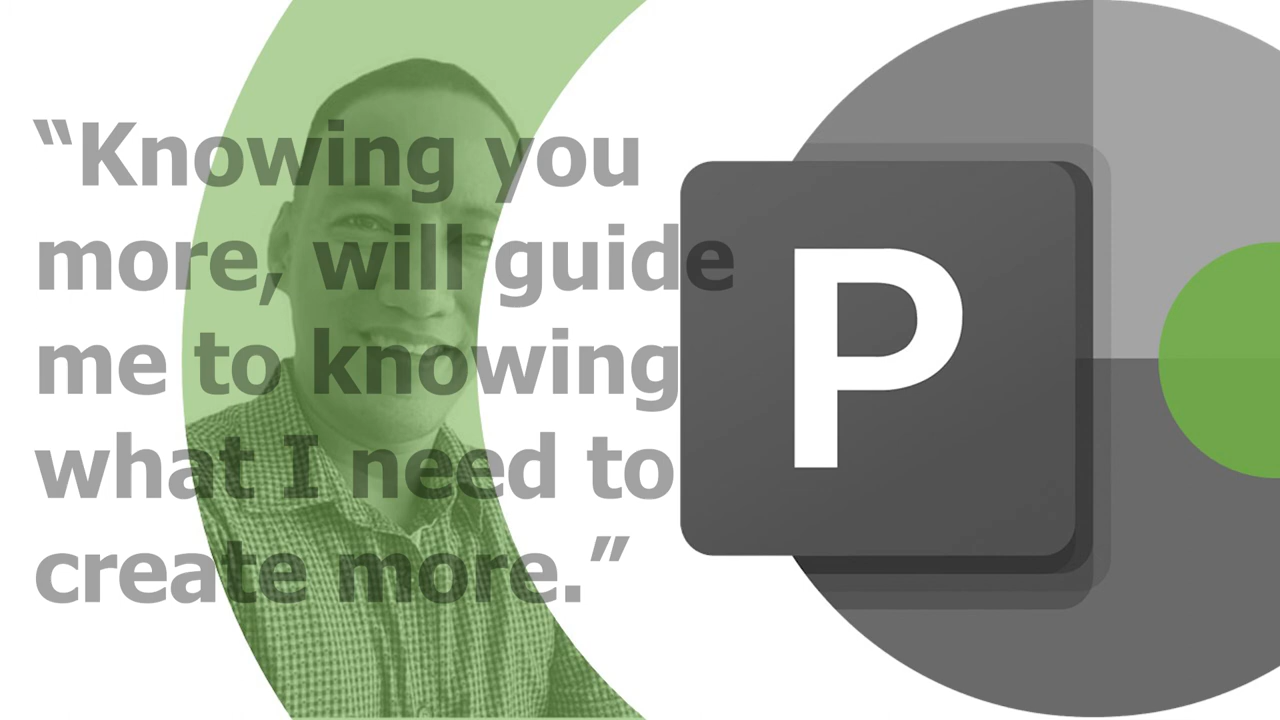 “Knowing you
more, will guide
me to knowing
what I need to
create more.”
P